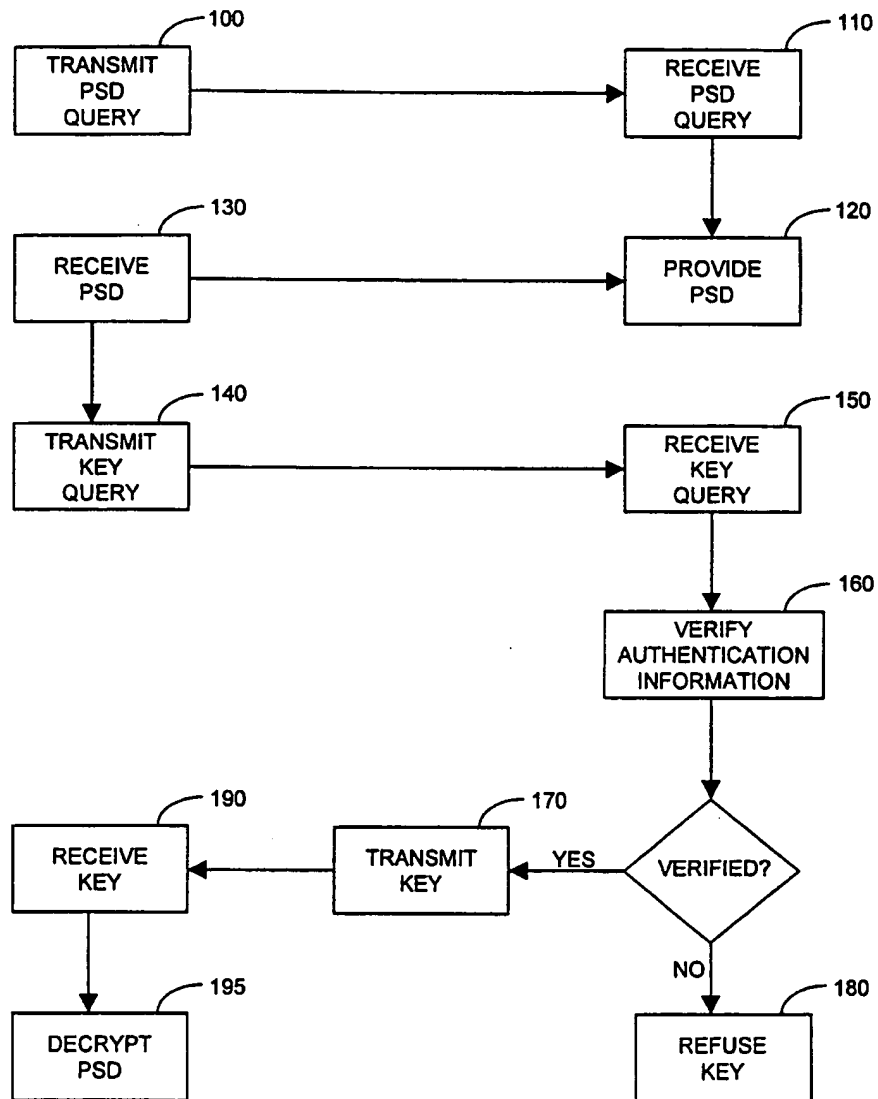 100
TRANSMIT
PSD
QUERY
110
RECEIVE
PSD
QUERY
130
RECEIVE
PSD
120
PROVIDE
PSD
140
TRANSMIT
KEY
QUERY
150
RECEIVE
KEY
QUERY
160
VERIFY
AUTHENTICATION
INFORMATION
190
RECEIVE
KEY
170
TRANSMIT
KEY
YES
VERIFIED?
NO
195
DECRYPT
PSD
180
REFUSE
KEY